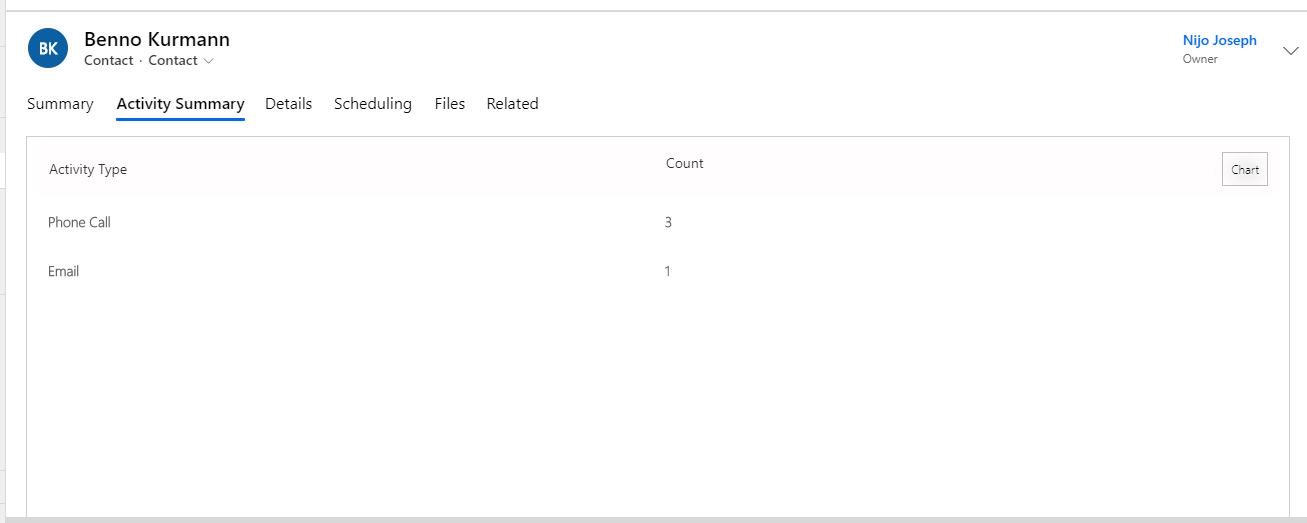 BK
Benno Kurmann
Contact · Contact
Nijo Joseph
Owner
Summary Activity Summary Details Scheduling Files Related
Activity Type Count Chart
Phone Call 3
Email 1